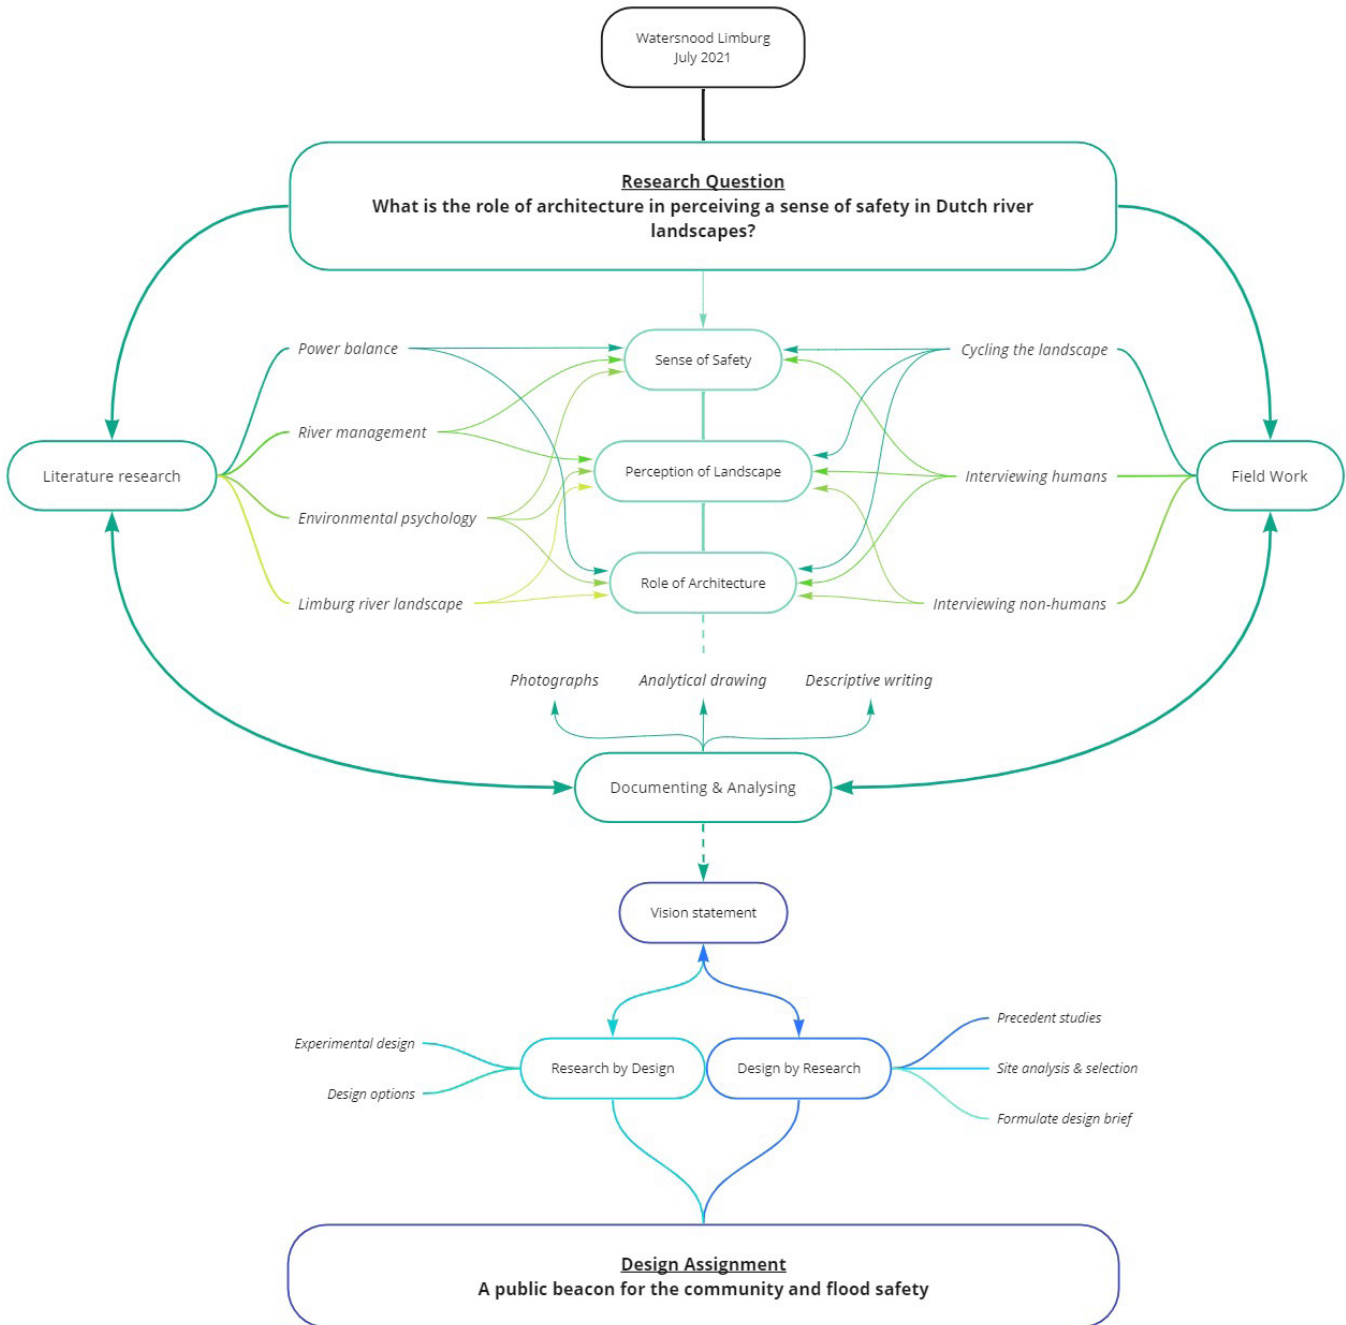 Watersnood Limburg
July 2021
Research Question
What is the role of architecture in perceiving a sense of safety in Dutch river
landscapes?
Power balance
Sense of Safety
Cycling the landscape
River management
Literature research
Perception of Landscape
Interviewing humans
Field Work
Environmental psychology
Role of Architecture
Limburg river landscape
Interviewing non-humans
Photographs
Analytical drawing
Descriptive writing
Documenting & Analysing
Vision statement
Experimental design
Design options
Research by Design
Design by Research
Precedent studies
Site analysis & selection
Formulate design brief
Design Assignment
A public beacon for the community and flood safety